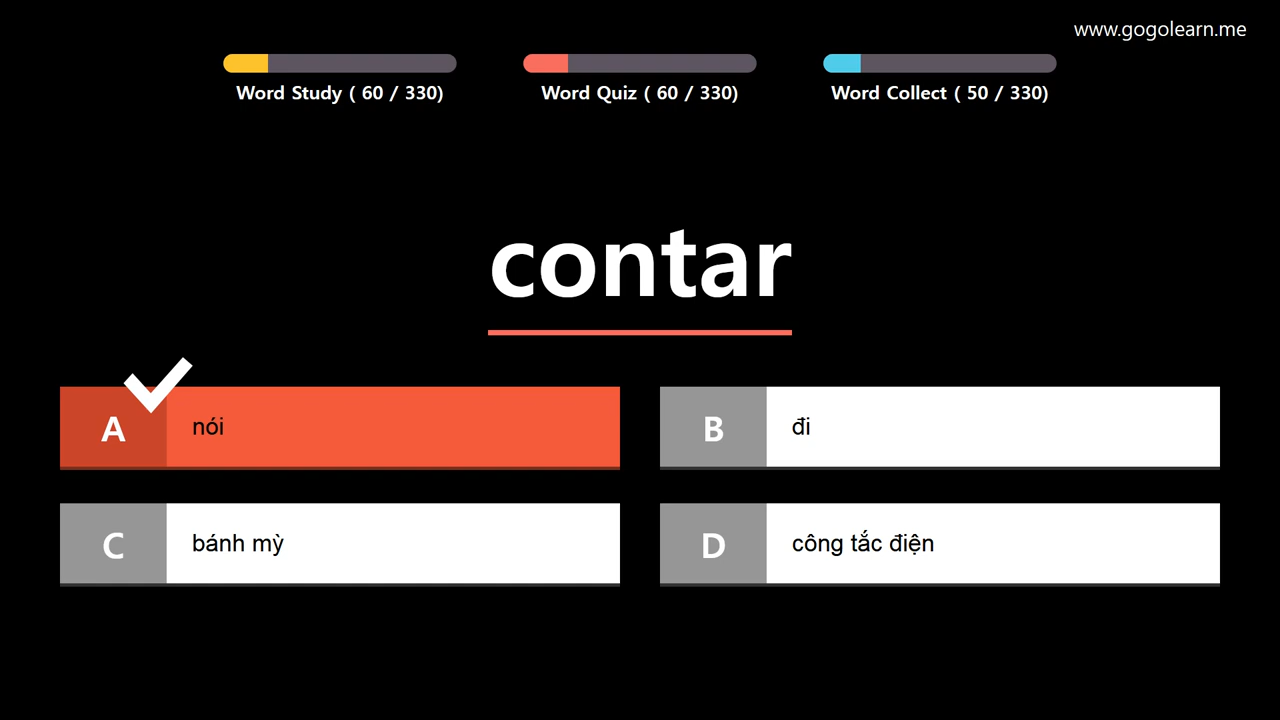 www.gogolearn.me
Word Study ( 60 / 330)
Word Quiz ( 60 / 330)
Word Collect ( 50 / 330)
contar
A nói
B đi
C bánh mỳ
D công tắc điện